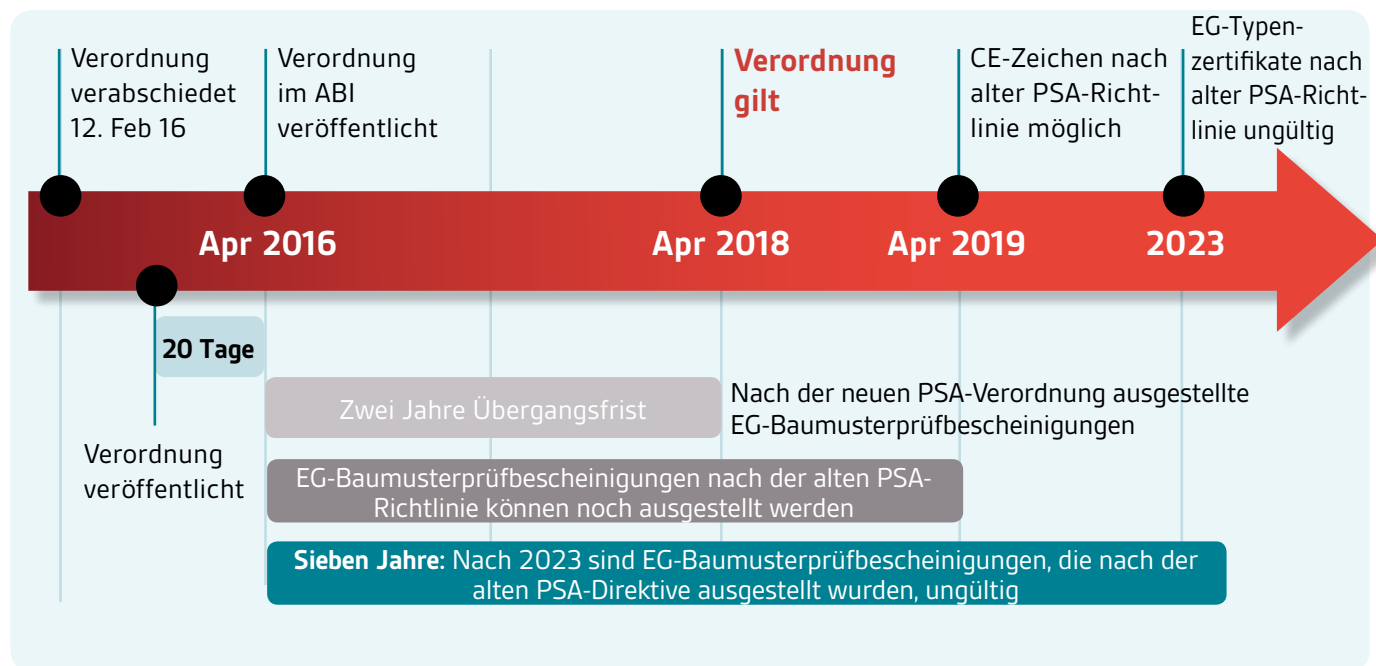 Verordnung
verabschiedet
12. Feb 16
Verordnung
im ABI
veröffentlicht
Verordnung
gilt
CE-Zeichen nach
alter PSA-Richt-
linie möglich
EG-Typen-
zertifikate nach
alter PSA-Richt-
linie ungültig
Apr 2016
Apr 2018
Apr 2019
2023
20 Tage
Verordnung
veröffentlicht
Zwei Jahre Übergangsfrist
Nach der neuen PSA-Verordnung ausgestellte
EG-Baumusterprüfbescheinigungen
EG-Baumusterprüfbescheinigungen nach der alten PSA-
Richtlinie können noch ausgestellt werden
Sieben Jahre: Nach 2023 sind EG-Baumusterprüfbescheinigungen, die nach der
alten PSA-Direktive ausgestellt wurden, ungültig